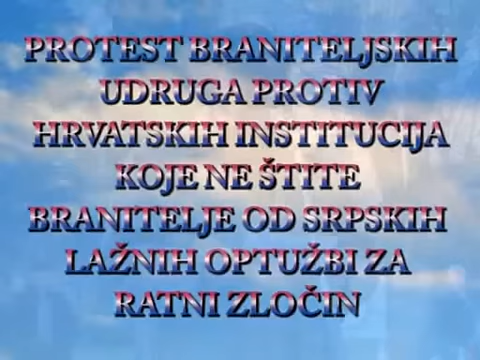 PROTEST BRANITELJSKIH
UDRUGA PROTIV
HRVATSKIH INSTITUCIJA
KOJE NE ŠTITE
BRANITELJE OD SRPSKIH
LAŽNIH OPTUŽBI ZA
RATNI ZLOČIN